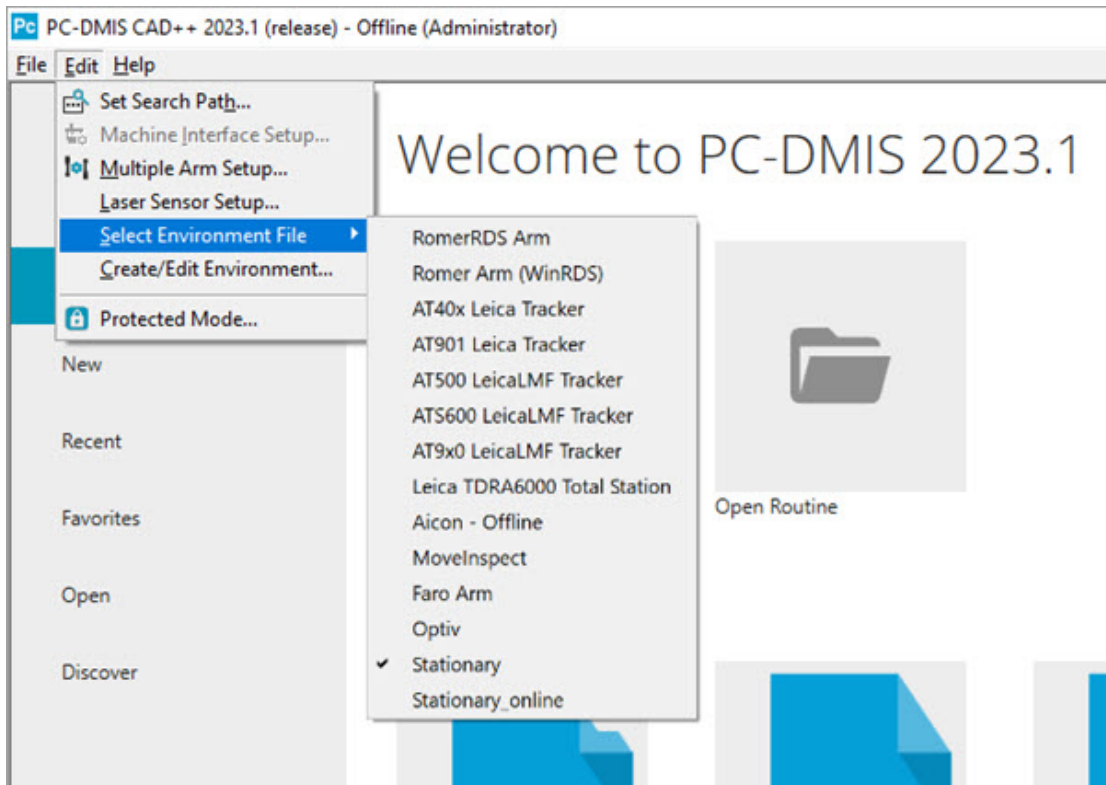 Pc PC-DMIS CAD++ 2023.1 (release) - Offline (Administrator)
File Edit Help
Set Search Path...
Machine Interface Setup...
Multiple Arm Setup...
Laser Sensor Setup...
Select Environment File
Create/Edit Environment...
Protected Mode...
Welcome to PC-DMIS 2023.1
RomerRDS Arm
Romer Arm (WinRDS)
AT40x Leica Tracker
AT901 Leica Tracker
AT500 LeicaLMF Tracker
ATS600 LeicaLMF Tracker
AT9x0 LeicaLMF Tracker
Leica TDRA6000 Total Station
Aicon - Offline
MoveInspect
Faro Arm
Optiv
Stationary
Stationary_online
New
Recent
Favorites
Open
Discover
Open Routine